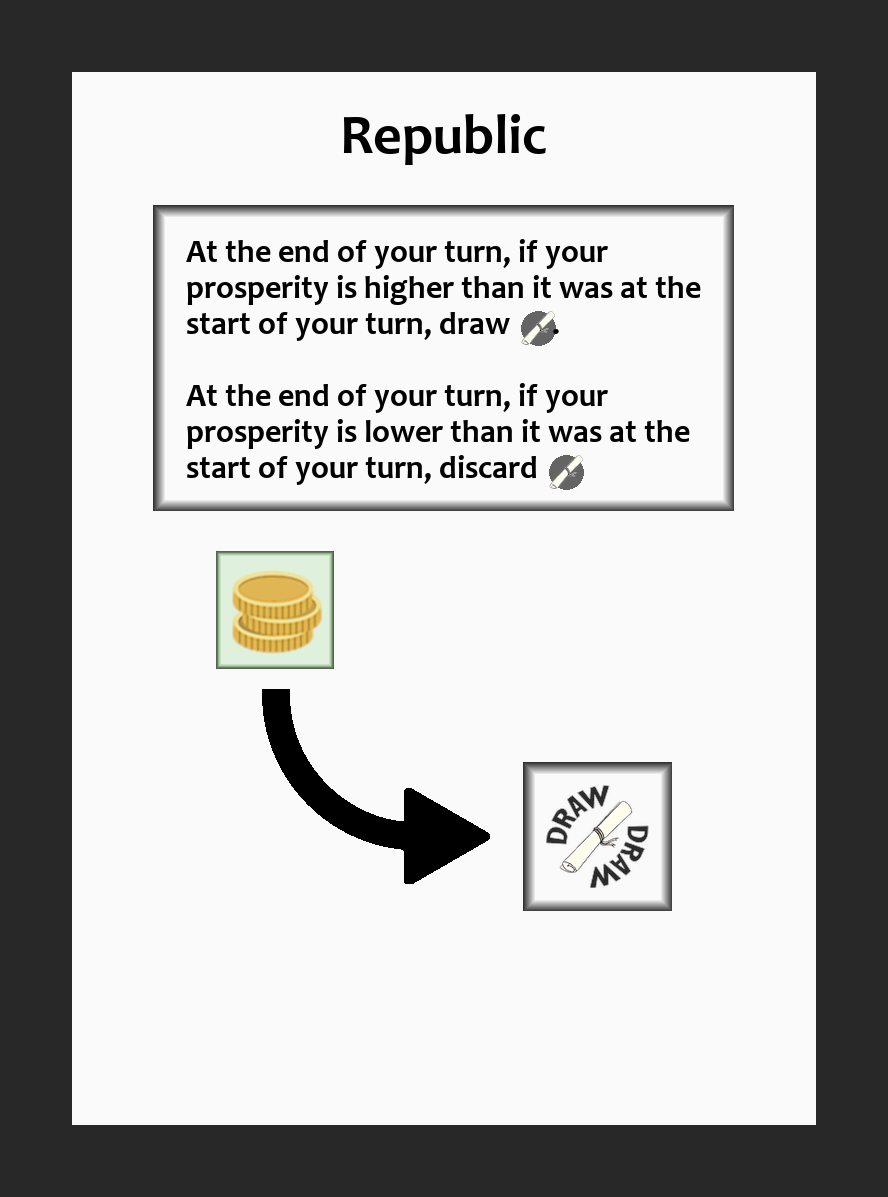 Republic
At the end of your turn, if your
prosperity is higher than it was at the
start of your turn, draw .
At the end of your turn, if your
prosperity is lower than it was at the
start of your turn, discard
DRAW
DRAW